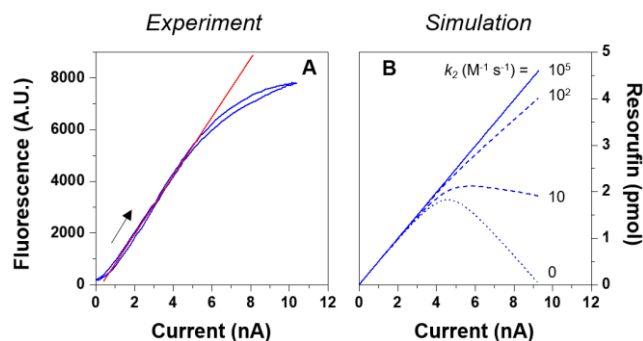 Experiment
Simulation
Fluorescence (A.U.)
8000
6000
4000
2000
0
A
0 2 4 6 8 10 12
Current (nA)
B
k₂ (M⁻¹ s⁻¹) =
10⁵
10²
10
0
5
4
3
2
1
0
Resorufin (pmol)
0 2 4 6 8 10 12
Current (nA)